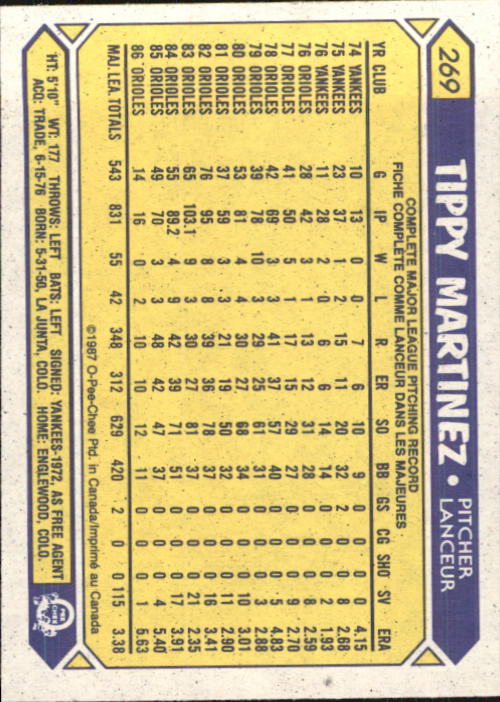 269 TIPPY MARTINEZ • PITCHER LANCEUR
COMPLETE MAJOR LEAGUE PITCHING RECORD
FICHE COMPLÈTE COMME LANCEUR DANS LES MAJEURES
YR CLUB G IP W L R ER SO BB GS CG SHO SV ERA
74 YANKEES 10 13 0 0 7 6 10 9 0 0 0 0 4.15
75 YANKEES 23 37 1 2 15 11 20 32 2 0 0 8 2.68
76 YANKEES 11 28 2 0 6 6 14 14 0 0 0 2 1.93
76 ORIOLES 28 42 3 1 13 12 31 28 0 0 0 8 2.59
77 ORIOLES 41 50 5 1 17 15 29 27 0 0 0 9 2.70
78 ORIOLES 42 69 3 3 41 37 57 40 0 0 0 5 4.83
79 ORIOLES 39 78 10 3 29 25 61 31 0 0 0 3 2.88
80 ORIOLES 53 81 4 4 30 27 68 34 0 0 0 10 3.01
81 ORIOLES 37 59 3 3 21 19 50 32 0 0 0 11 2.90
82 ORIOLES 76 95 8 8 39 36 78 37 0 0 0 16 3.41
83 ORIOLES 65 103.1 9 3 30 27 81 37 0 0 0 21 2.35
84 ORIOLES 55 89.2 4 9 42 39 71 51 0 0 0 17 3.91
85 ORIOLES 49 70 3 3 48 42 47 37 0 0 0 4 5.40
86 ORIOLES 14 16 0 2 10 10 12 11 0 0 0 1 5.63
MAJ. LEA. TOTALS 543 831 55 42 348 312 629 420 2 0 0 115 3.38
©1987 O-Pee-Chee Ptd. in Canada/Imprimé au Canada
HT: 5'10" WT: 177 THROWS: LEFT BATS: LEFT SIGNED: YANKEES-1972, AS FREE AGENT
ACQ: TRADE, 6-15-76 BORN: 5-31-50, LA JUNTA, COLO. HOME: ENGLEWOOD, COLO.
O PEE CHEE